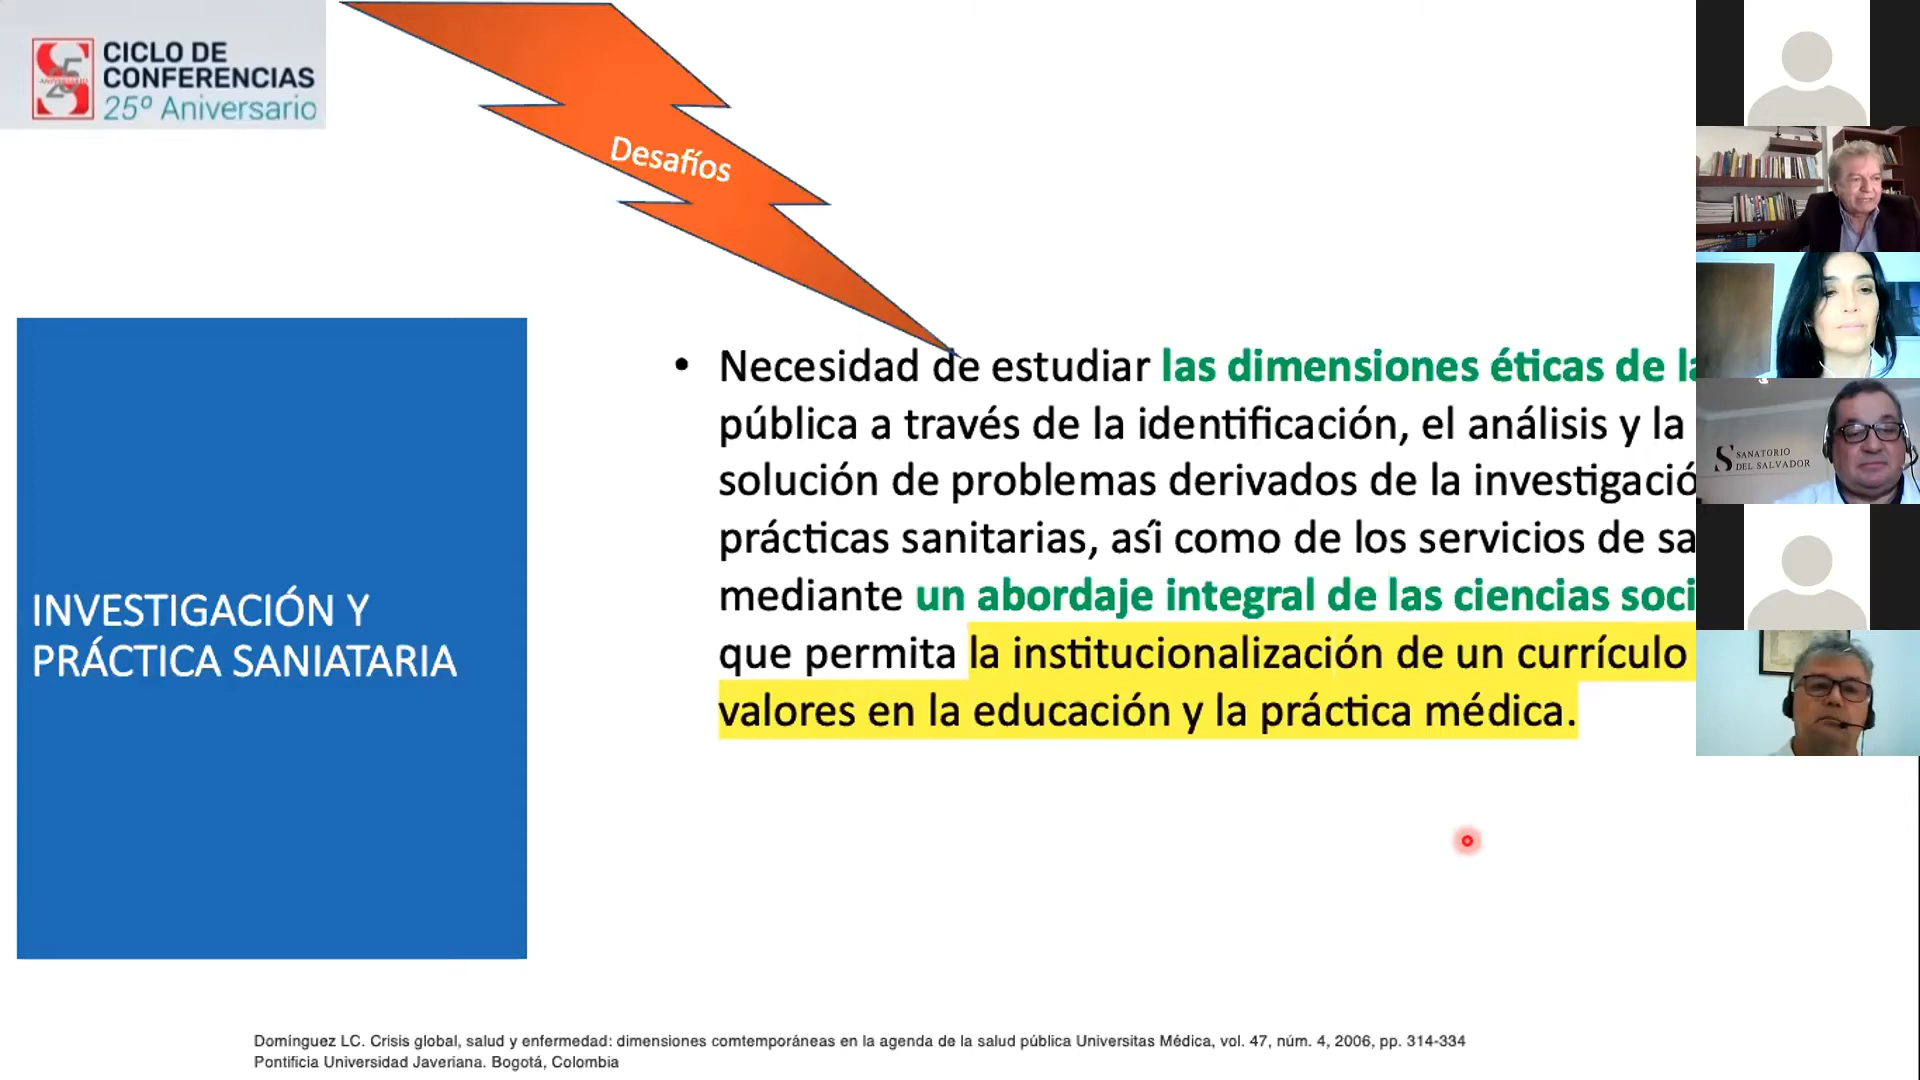 CICLO DE
CONFERENCIAS
25º Aniversario
Desafíos
INVESTIGACIÓN Y
PRÁCTICA SANIATARIA
• Necesidad de estudiar las dimensiones éticas de la
pública a través de la identificación, el análisis y la
solución de problemas derivados de la investigació
prácticas sanitarias, así como de los servicios de sa
mediante un abordaje integral de las ciencias soci
que permita la institucionalización de un currículo
valores en la educación y la práctica médica.
SANATORIO
DEL SALVADOR
Domínguez LC. Crisis global, salud y enfermedad: dimensiones comtemporáneas en la agenda de la salud pública Universitas Médica, vol. 47, núm. 4, 2006, pp. 314-334
Pontificia Universidad Javeriana. Bogotá, Colombia